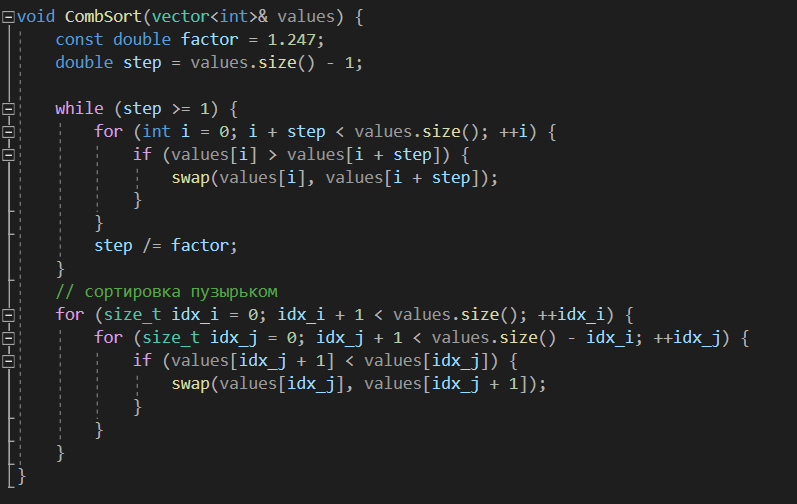 void CombSort(vector<int>& values) {
    const double factor = 1.247;
    double step = values.size() - 1;

    while (step >= 1) {
        for (int i = 0; i + step < values.size(); ++i) {
            if (values[i] > values[i + step]) {
                swap(values[i], values[i + step]);
            }
        }
        step /= factor;
    }
    // сортировка пузырьком
    for (size_t idx_i = 0; idx_i + 1 < values.size(); ++idx_i) {
        for (size_t idx_j = 0; idx_j + 1 < values.size() - idx_i; ++idx_j) {
            if (values[idx_j + 1] < values[idx_j]) {
                swap(values[idx_j], values[idx_j + 1]);
            }
        }
    }
}